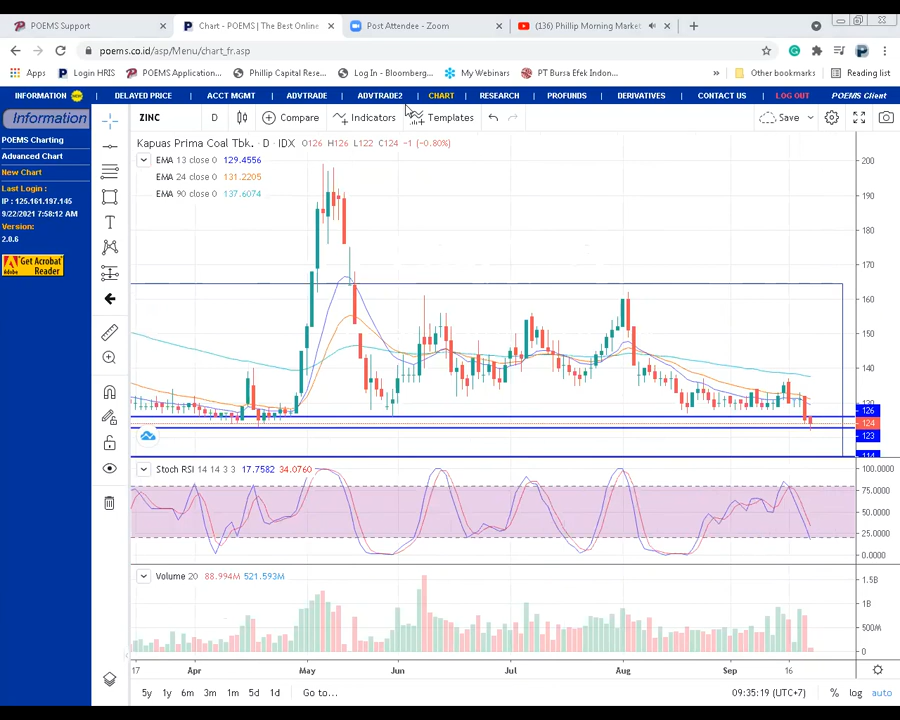 POEMS Support
Chart - POEMS | The Best Online
Post Attendee - Zoom
(136) Phillip Morning Market
poems.co.id/asp/Menu/chart_fr.asp
Apps
Login HRIS
POEMS Application...
Phillip Capital Rese...
Log In - Bloomberg...
My Webinars
PT Bursa Efek Indon...
»
Other bookmarks
Reading list
INFORMATION NEW | DELAYED PRICE | ACCT MGMT | ADVTRADE | ADVTRADE2 | CHART | RESEARCH | PROFUNDS | DERIVATIVES | CONTACT US | LOG OUT POEMS Client
Information
POEMS Charting
Advanced Chart
New Chart
Last Login :
IP : 125.161.197.145
9/22/2021 7:58:12 AM
Version:
2.0.6
Get Acrobat
Reader
Adobe
ZINC
D
Compare
Indicators
Templates
Save
Kapuas Prima Coal Tbk. · D · IDX O126 H126 L122 C124 −1 (−0.80%)
EMA 13 close 0 129.4556
EMA 24 close 0 131.2205
EMA 90 close 0 137.6074
200
190
180
170
160
150
140
130
126
124
123
114
Stoch RSI 14 14 3 3 17.7582 34.0760
100.0000
75.0000
50.0000
25.0000
0.0000
Volume 20 88.994M 521.593M
1.5B
1B
500M
0
17 Apr May Jun Jul Aug Sep 16
5y 1y 6m 3m 1m 5d 1d Go to...
09:35:19 (UTC+7) % log auto